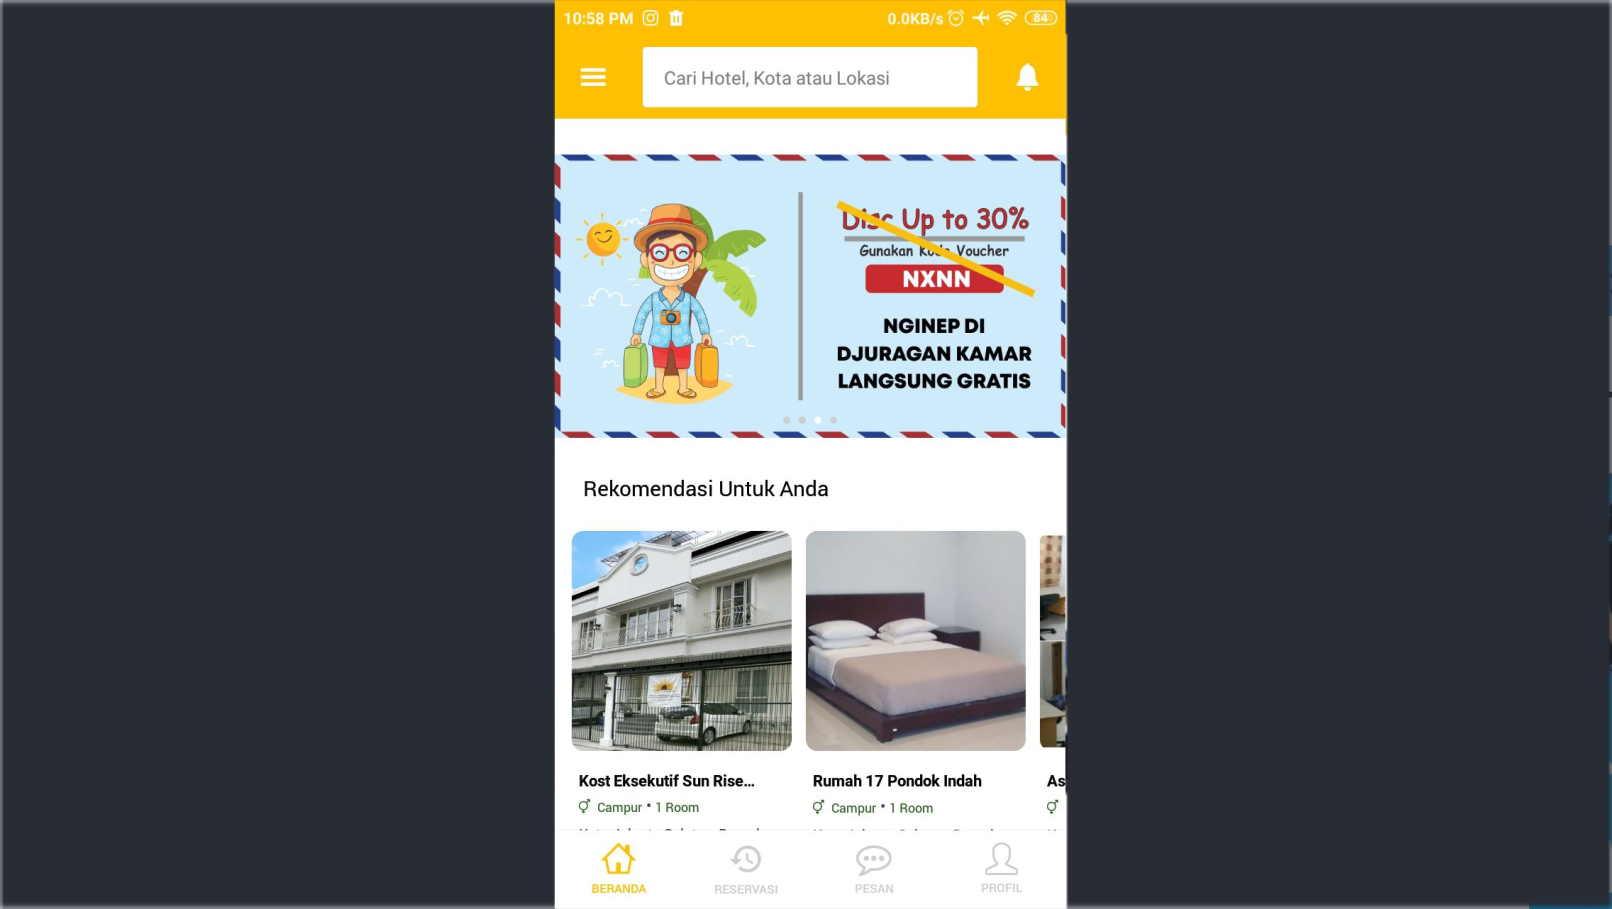 10:58 PM
0.0KB/s
84
Cari Hotel, Kota atau Lokasi
Disc Up to 30%
Gunakan Kode Voucher
NXNN
NGINEP DI
DJURAGAN KAMAR
LANGSUNG GRATIS
Rekomendasi Untuk Anda
Kost Eksekutif Sun Rise...
Campur • 1 Room
Rumah 17 Pondok Indah
Campur • 1 Room
As
BERANDA
RESERVASI
PESAN
PROFIL